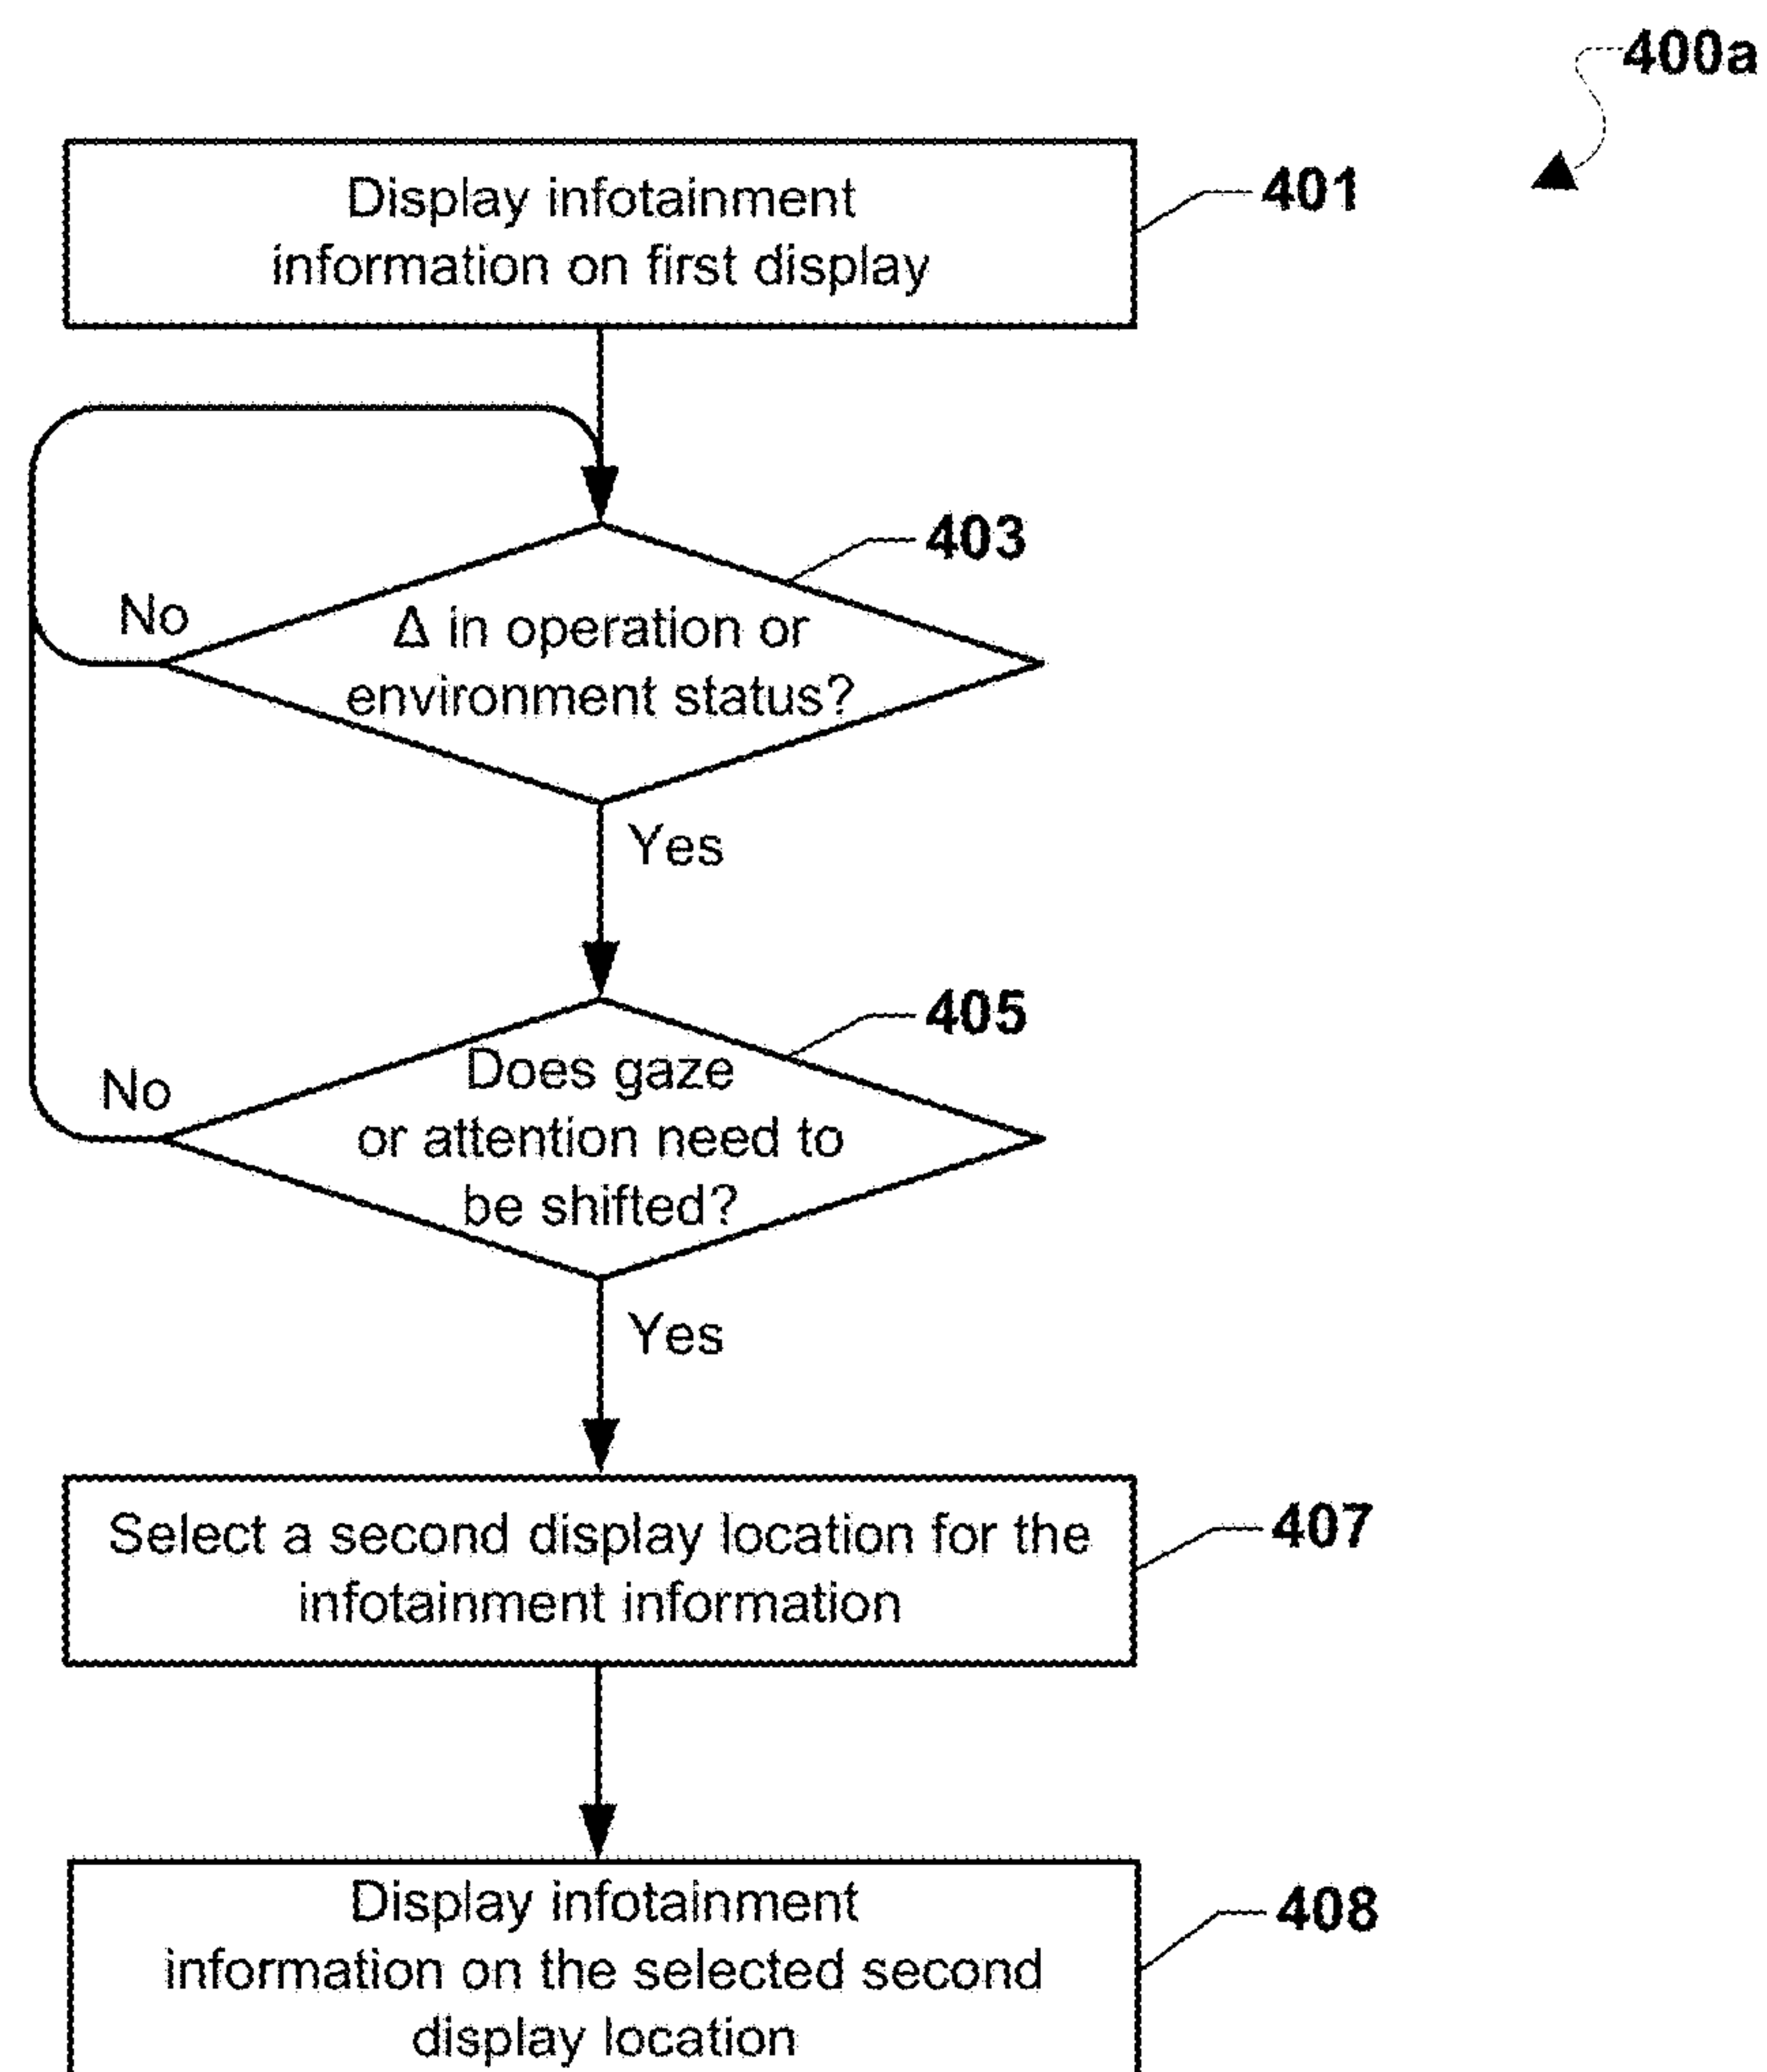 400a
Display infotainment
information on first display
401
403
No
Δ in operation or
environment status?
Yes
405
No
Does gaze
or attention need to
be shifted?
Yes
Select a second display location for the
infotainment information
407
Display infotainment
information on the selected second
display location
408